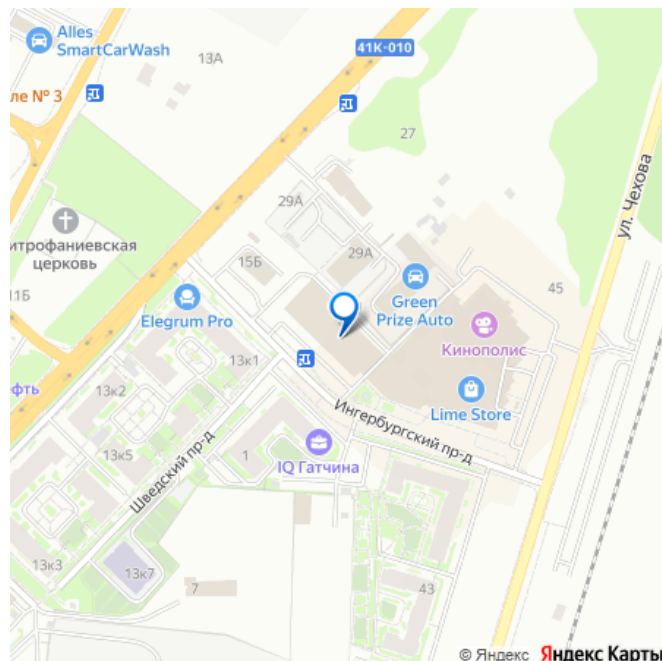 Alles
SmartCarWash
13А
41К-010
ле № 3
27
ул. Чехова
29А
итрофаниевская
церковь
15Б
29А
45
11Б
Green
Prize Auto
Elegrum Pro
Кинополис
13к1
фть
13к2
Lime Store
Ингербургский пр-д
Шведский пр-д
13к5
1
IQ Гатчина
13к3
13к7
7
43
© Яндекс Яндекс Карты